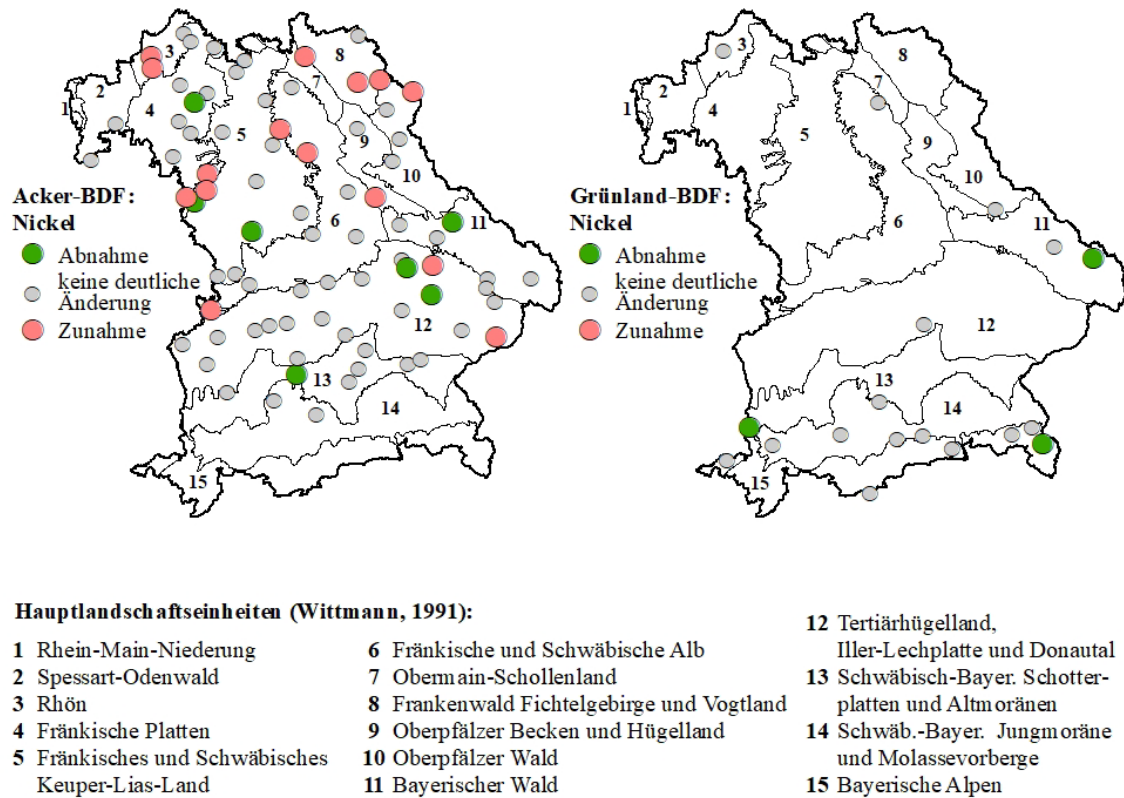 3
8
2
7
1
4
5
9
10
Acker-BDF:
Nickel
6
11
Abnahme
keine deutliche
Änderung
Zunahme
12
13
14
15
3
8
2
7
1
4
5
9
10
Grünland-BDF:
Nickel
6
11
Abnahme
keine deutliche
Änderung
Zunahme
12
13
14
15
Hauptlandschaftseinheiten (Wittmann, 1991):
1 Rhein-Main-Niederung
2 Spessart-Odenwald
3 Rhön
4 Fränkische Platten
5 Fränkisches und Schwäbisches
Keuper-Lias-Land
6 Fränkische und Schwäbische Alb
7 Obermain-Schollenland
8 Frankenwald Fichtelgebirge und Vogtland
9 Oberpfälzer Becken und Hügelland
10 Oberpfälzer Wald
11 Bayerischer Wald
12 Tertiärhügelland,
Iller-Lechplatte und Donautal
13 Schwäbisch-Bayer. Schotter-
platten und Altmoränen
14 Schwäb.-Bayer. Jungmoräne
und Molassevorberge
15 Bayerische Alpen